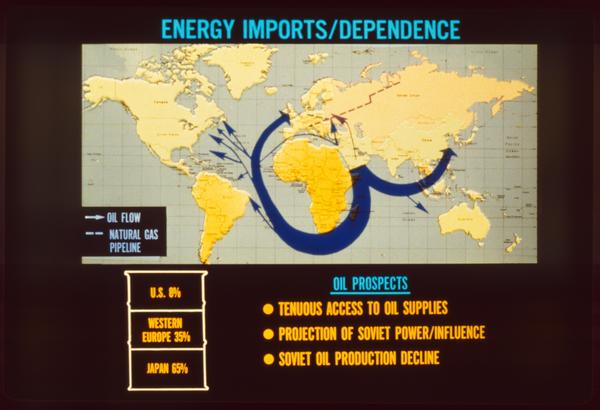 ENERGY IMPORTS/DEPENDENCE
OIL FLOW
NATURAL GAS
PIPELINE
U.S. 8%
WESTERN
EUROPE 35%
JAPAN 65%
OIL PROSPECTS
● TENUOUS ACCESS TO OIL SUPPLIES
● PROJECTION OF SOVIET POWER/INFLUENCE
● SOVIET OIL PRODUCTION DECLINE